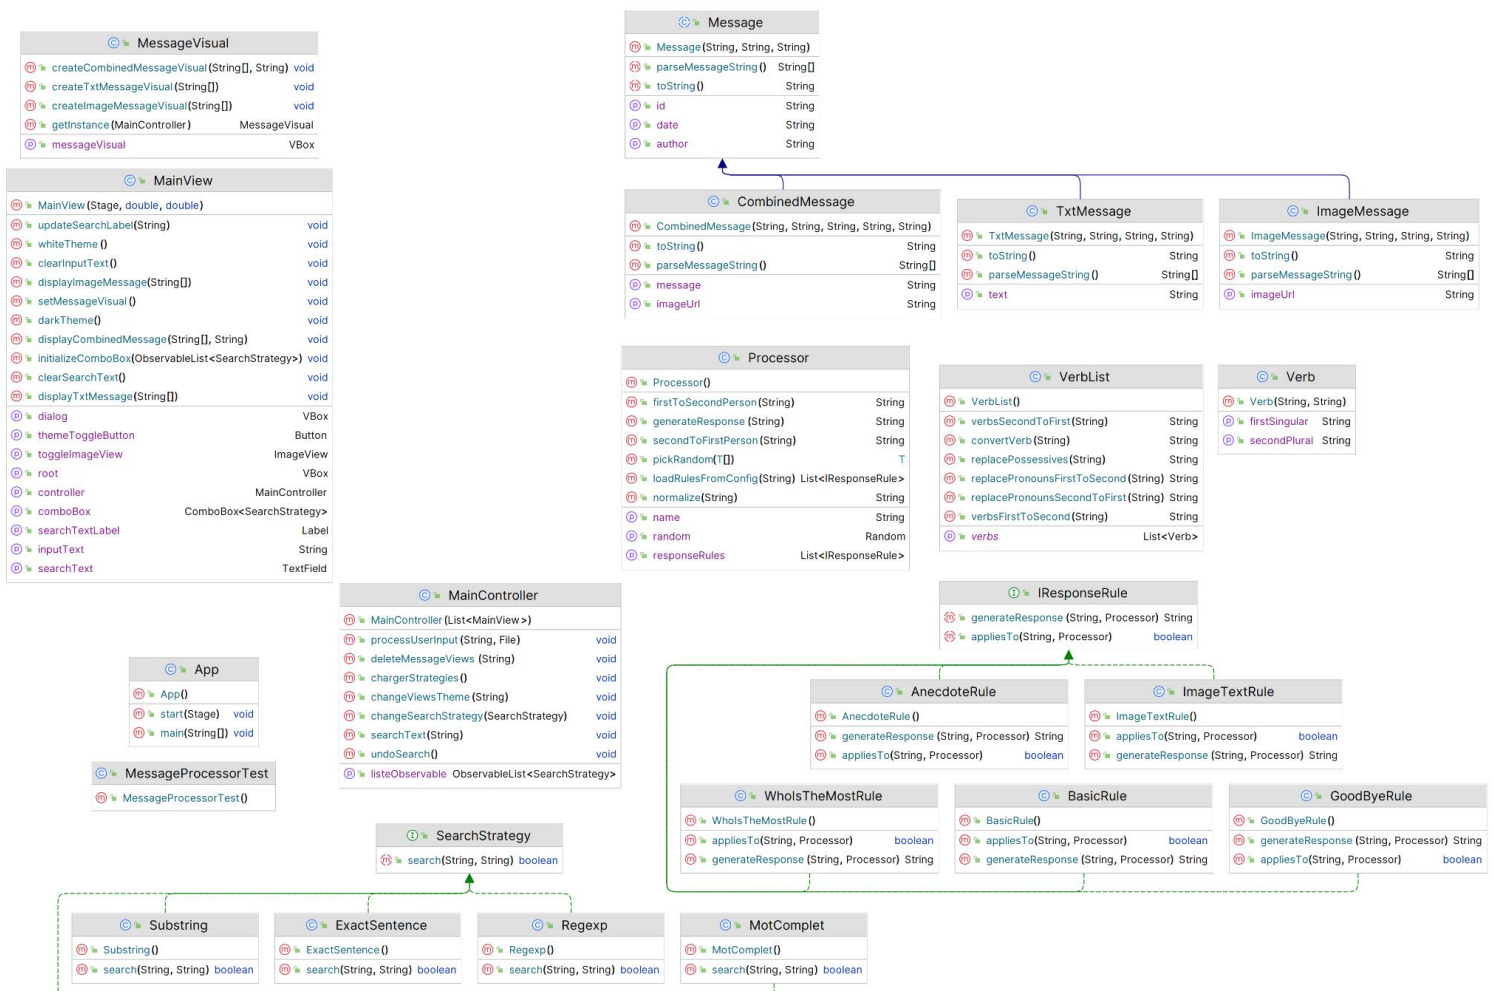 MessageVisual
createCombinedMessageVisual(String[], String) void
createTxtMessageVisual(String[]) void
createImageMessageVisual(String[]) void
getInstance(MainController) MessageVisual
messageVisual VBox
Message
Message(String, String, String)
parseMessageString() String[]
toString() String
id String
date String
author String
MainView
MainView(Stage, double, double)
updateSearchLabel(String) void
whiteTheme() void
clearInputText() void
displayImageMessage(String[]) void
setMessageVisual() void
darkTheme() void
displayCombinedMessage(String[], String) void
initializeComboBox(ObservableList<SearchStrategy>) void
clearSearchText() void
displayTxtMessage(String[]) void
dialog VBox
themeToggleButton Button
toggleImageView ImageView
root VBox
controller MainController
comboBox ComboBox<SearchStrategy>
searchTextLabel Label
inputText String
searchText TextField
CombinedMessage
CombinedMessage(String, String, String, String, String)
toString() String
parseMessageString() String[]
message String
imageUrl String
TxtMessage
TxtMessage(String, String, String, String)
toString() String
parseMessageString() String[]
text String
ImageMessage
ImageMessage(String, String, String, String)
toString() String
parseMessageString() String[]
imageUrl String
Processor
Processor()
firstToSecondPerson(String) String
generateResponse(String) String
secondToFirstPerson(String) String
pickRandom(T[]) T
loadRulesFromConfig(String) List<IResponseRule>
normalize(String) String
name String
random Random
responseRules List<IResponseRule>
VerbList
VerbList()
verbsSecondToFirst(String) String
convertVerb(String) String
replacePossessives(String) String
replacePronounsFirstToSecond(String) String
replacePronounsSecondToFirst(String) String
verbsFirstToSecond(String) String
verbs List<Verb>
Verb
Verb(String, String)
firstSingular String
secondPlural String
MainController
MainController(List<MainView>)
processUserInput(String, File) void
deleteMessageViews(String) void
chargerStrategies() void
changeViewsTheme(String) void
changeSearchStrategy(SearchStrategy) void
searchText(String) void
undoSearch() void
listeObservable ObservableList<SearchStrategy>
IResponseRule
generateResponse(String, Processor) String
appliesTo(String, Processor) boolean
App
App()
start(Stage) void
main(String[]) void
AnecdoteRule
AnecdoteRule()
generateResponse(String, Processor) String
appliesTo(String, Processor) boolean
ImageTextRule
ImageTextRule()
appliesTo(String, Processor) boolean
generateResponse(String, Processor) String
MessageProcessorTest
MessageProcessorTest()
WhoIsTheMostRule
WhoIsTheMostRule()
appliesTo(String, Processor) boolean
generateResponse(String, Processor) String
BasicRule
BasicRule()
appliesTo(String, Processor) boolean
generateResponse(String, Processor) String
GoodByeRule
GoodByeRule()
generateResponse(String, Processor) String
appliesTo(String, Processor) boolean
SearchStrategy
search(String, String) boolean
Substring
Substring()
search(String, String) boolean
ExactSentence
ExactSentence()
search(String, String) boolean
Regexp
Regexp()
search(String, String) boolean
MotComplet
MotComplet()
search(String, String) boolean